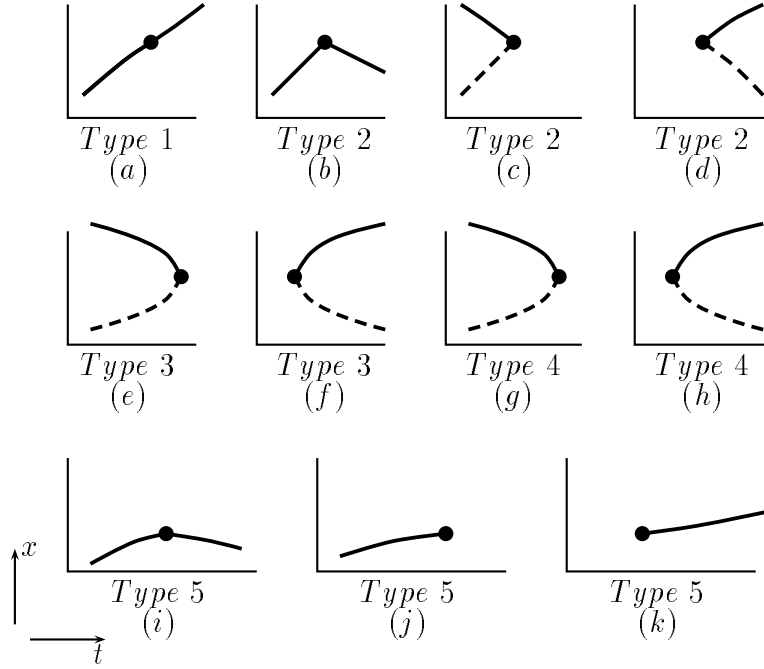 Type 1 Type 2 Type 2 Type 2
(a) (b) (c) (d)
Type 3 Type 3 Type 4 Type 4
(e) (f) (g) (h)
x
Type 5 Type 5 Type 5
(i) (j) (k)
t